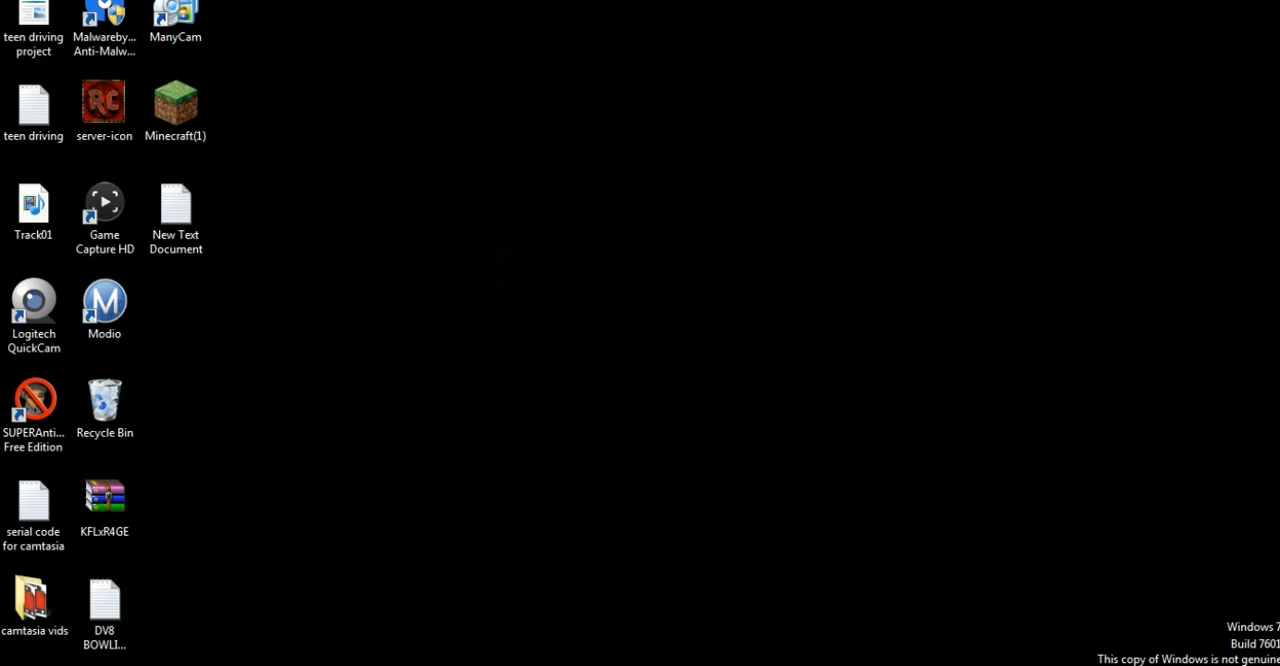 teen driving
project
Malwareby...
Anti-Malw...
ManyCam
teen driving
RC
server-icon
Minecraft(1)
Track01
Game
Capture HD
New Text
Document
Logitech
QuickCam
M
Modio
SUPERAnti...
Free Edition
Recycle Bin
serial code
for camtasia
KFLxR4GE
camtasia vids
DV8
BOWLI...
Windows 7
Build 7601
This copy of Windows is not genuine